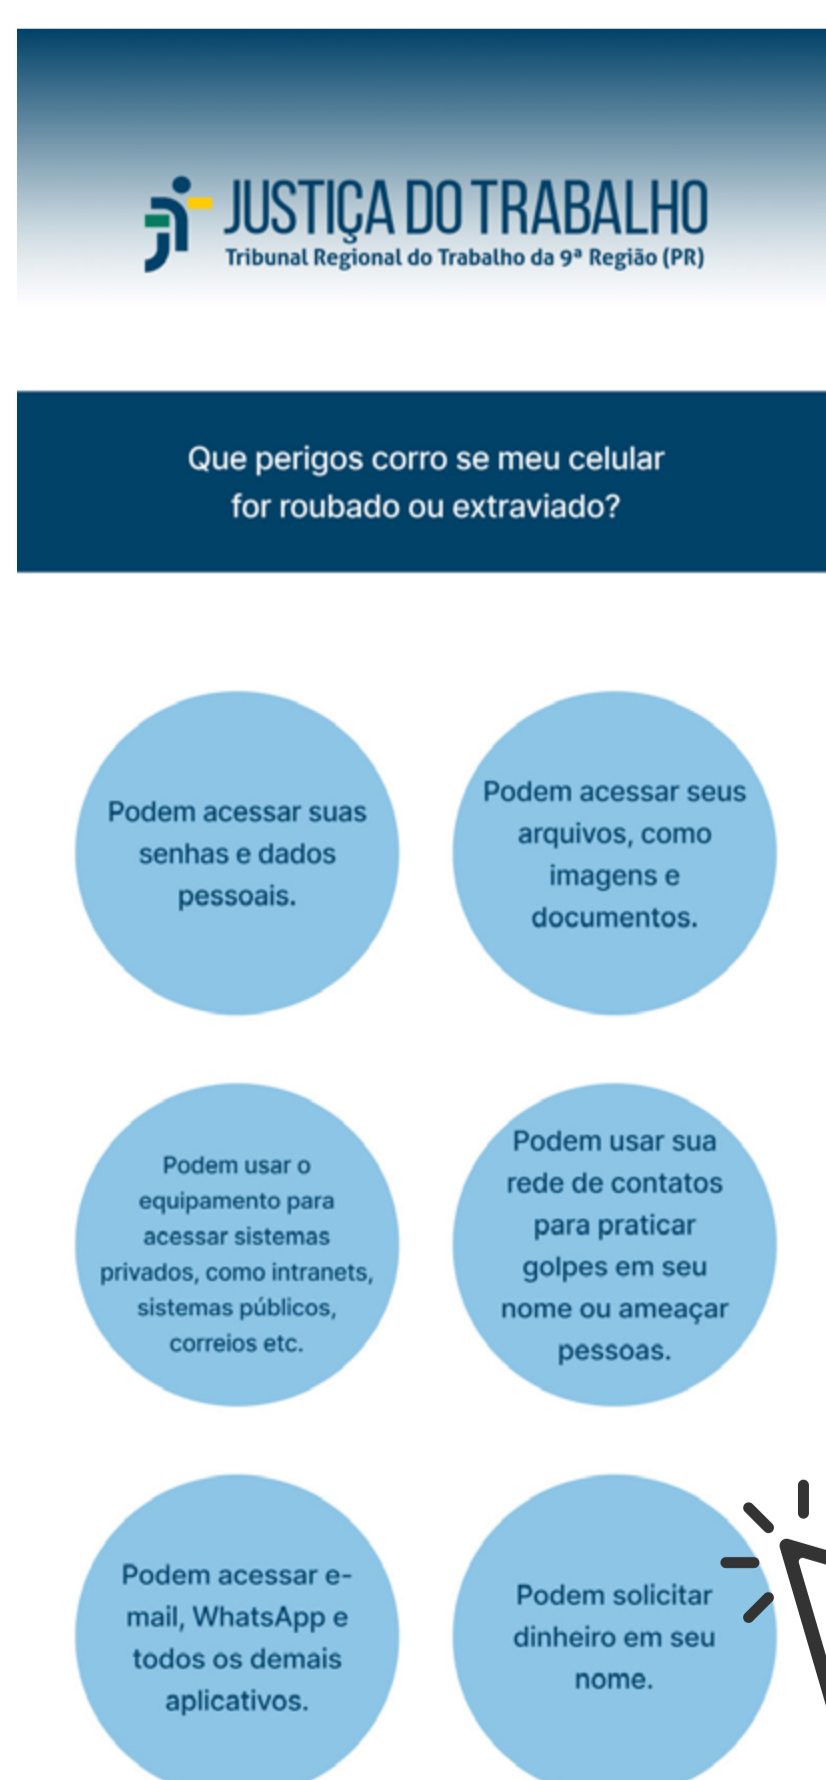 JUSTIÇA DO TRABALHO
Tribunal Regional do Trabalho da 9ª Região (PR)
Que perigos corro se meu celular
for roubado ou extraviado?
Podem acessar suas
senhas e dados
pessoais.
Podem acessar seus
arquivos, como
imagens e
documentos.
Podem usar o
equipamento para
acessar sistemas
privados, como intranets,
sistemas públicos,
correios etc.
Podem usar sua
rede de contatos
para praticar
golpes em seu
nome ou ameaçar
pessoas.
Podem acessar e-
mail, WhatsApp e
todos os demais
aplicativos.
Podem solicitar
dinheiro em seu
nome.